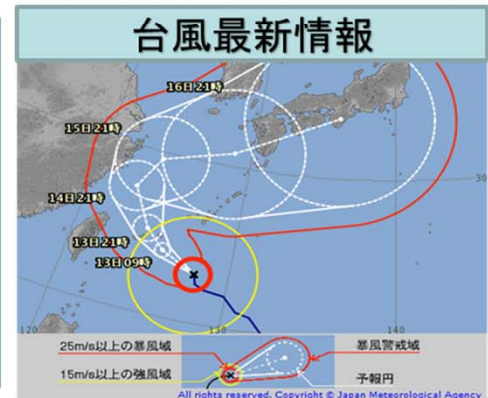 台風最新情報
16日21時
15日21時
14日21時
13日21時
13日09時
30
120
130
140
25m/s以上の暴風域
暴風警戒域
15m/s以上の強風域
予報円
All rights reserved. Copyright © Japan Meteorological Agency